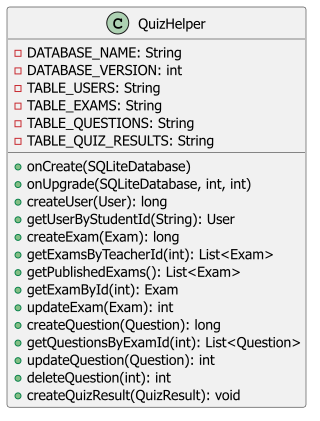 C QuizHelper
DATABASE_NAME: String
DATABASE_VERSION: int
TABLE_USERS: String
TABLE_EXAMS: String
TABLE_QUESTIONS: String
TABLE_QUIZ_RESULTS: String
onCreate(SQLiteDatabase)
onUpgrade(SQLiteDatabase, int, int)
createUser(User): long
getUserByStudentId(String): User
createExam(Exam): long
getExamsByTeacherId(int): List<Exam>
getPublishedExams(): List<Exam>
getExamById(int): Exam
updateExam(Exam): int
createQuestion(Question): long
getQuestionsByExamId(int): List<Question>
updateQuestion(Question): int
deleteQuestion(int): int
createQuizResult(QuizResult): void